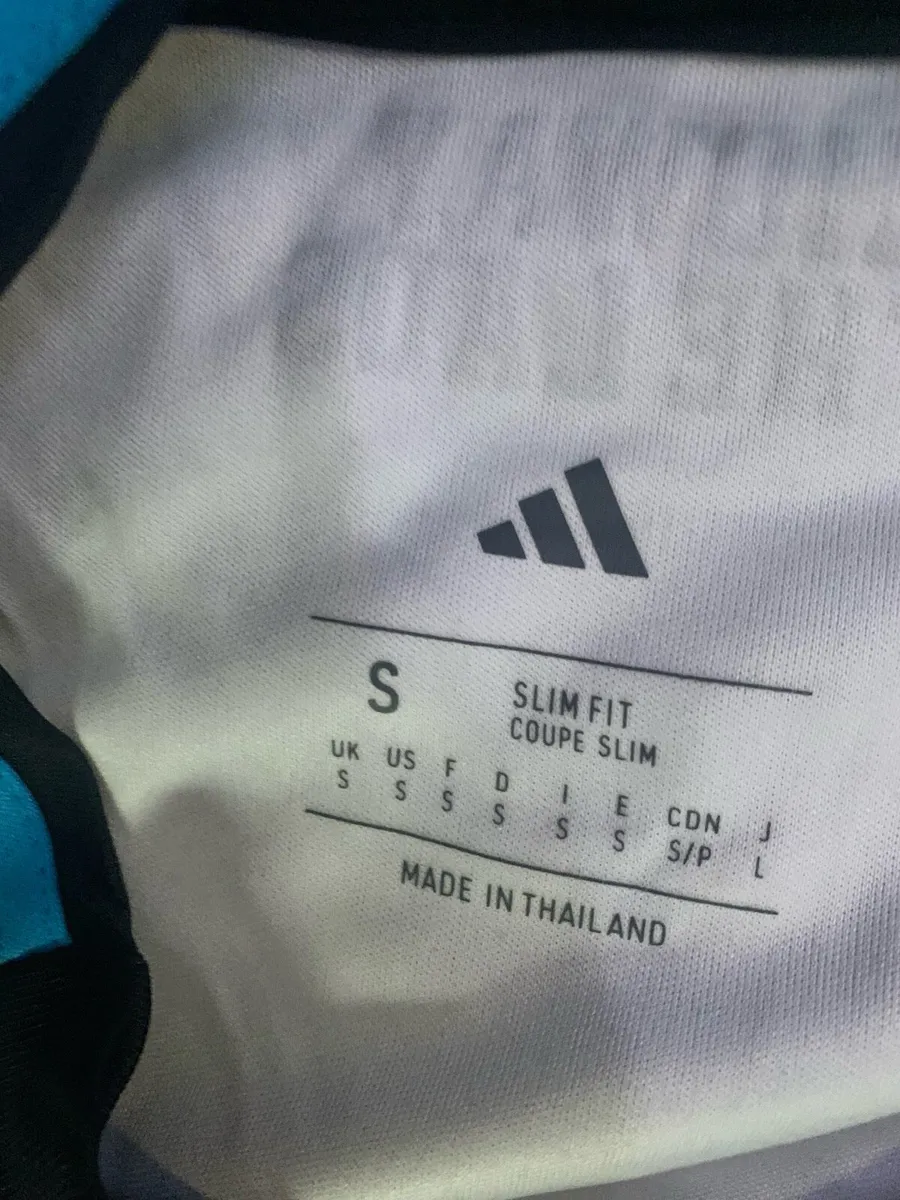 S
SLIM FIT
COUPE SLIM
UK US F D I E CDN J
S S S S S S S/P L
MADE IN THAILAND